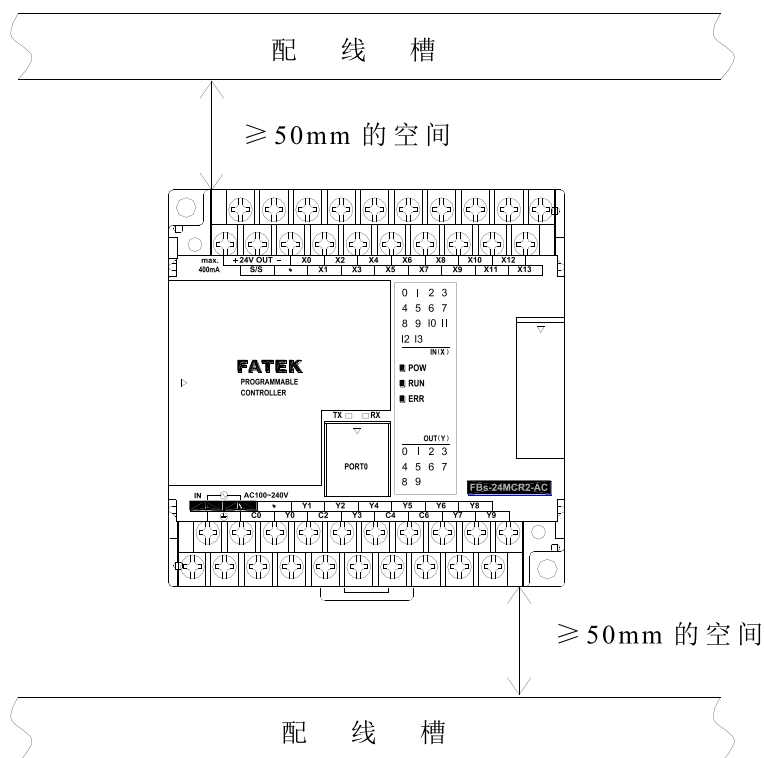 配 线 槽
≥50mm 的空间
max. +24V OUT – X0 X2 X4 X6 X8 X10 X12
400mA S/S • X1 X3 X5 X7 X9 X11 X13
0 1 2 3
4 5 6 7
8 9 10 11
12 13
IN(X)
FATEK
PROGRAMMABLE
CONTROLLER
POW
RUN
ERR
TX RX
PORT0
OUT(Y)
0 1 2 3
4 5 6 7
8 9
FBs-24MCR2-AC
IN AC100~240V
• Y1 Y2 Y4 Y5 Y6 Y8
C0 Y0 C2 Y3 C4 C6 Y7 Y9
≥50mm 的空间
配 线 槽